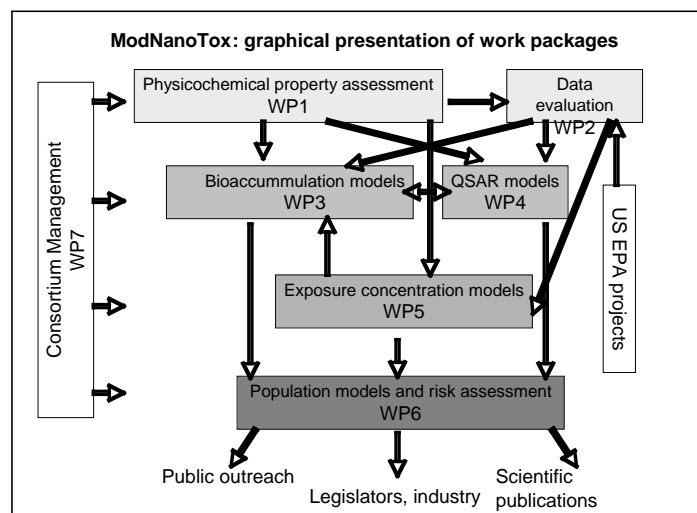 ModNanoTox: graphical presentation of work packages
Physicochemical property assessment
WP1
Data
evaluation
WP2
Consortium Management
WP7
Bioaccummulation models
WP3
QSAR models
WP4
US EPA projects
Exposure concentration models
WP5
Population models and risk assessment
WP6
Public outreach
Legislators, industry
Scientific
publications